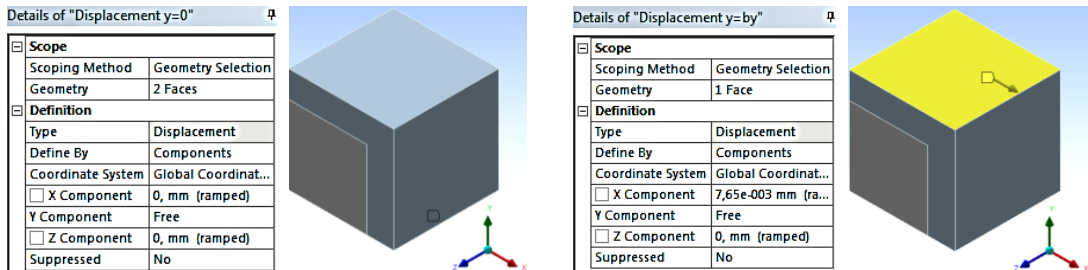 Details of "Displacement y=0"
Scope
Scoping Method Geometry Selection
Geometry 2 Faces
Definition
Type Displacement
Define By Components
Coordinate System Global Coordinat...
X Component 0, mm (ramped)
Y Component Free
Z Component 0, mm (ramped)
Suppressed No
Y
Z
X
Details of "Displacement y=by"
Scope
Scoping Method Geometry Selection
Geometry 1 Face
Definition
Type Displacement
Define By Components
Coordinate System Global Coordinat...
X Component 7,65e-003 mm (ra...
Y Component Free
Z Component 0, mm (ramped)
Suppressed No
Y
Z
X